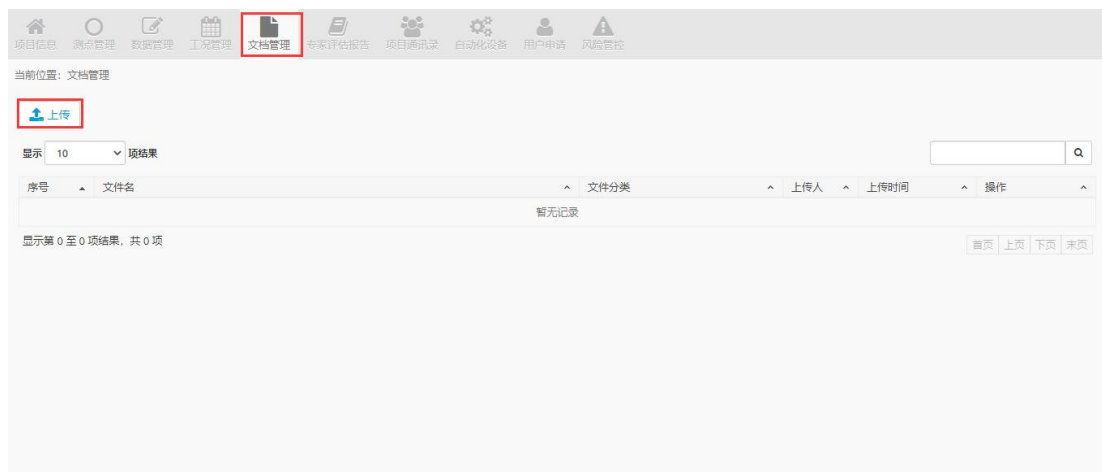 项目信息 测点管理 数据管理 工况管理 文档管理 专家评估报告 项目通讯录 自动化设备 用户申请 风险管控
当前位置：文档管理
上传
显示 10 项结果
序号 文件名 文件分类 上传人 上传时间 操作
暂无记录
显示第 0 至 0 项结果，共 0 项
首页 上页 下页 末页